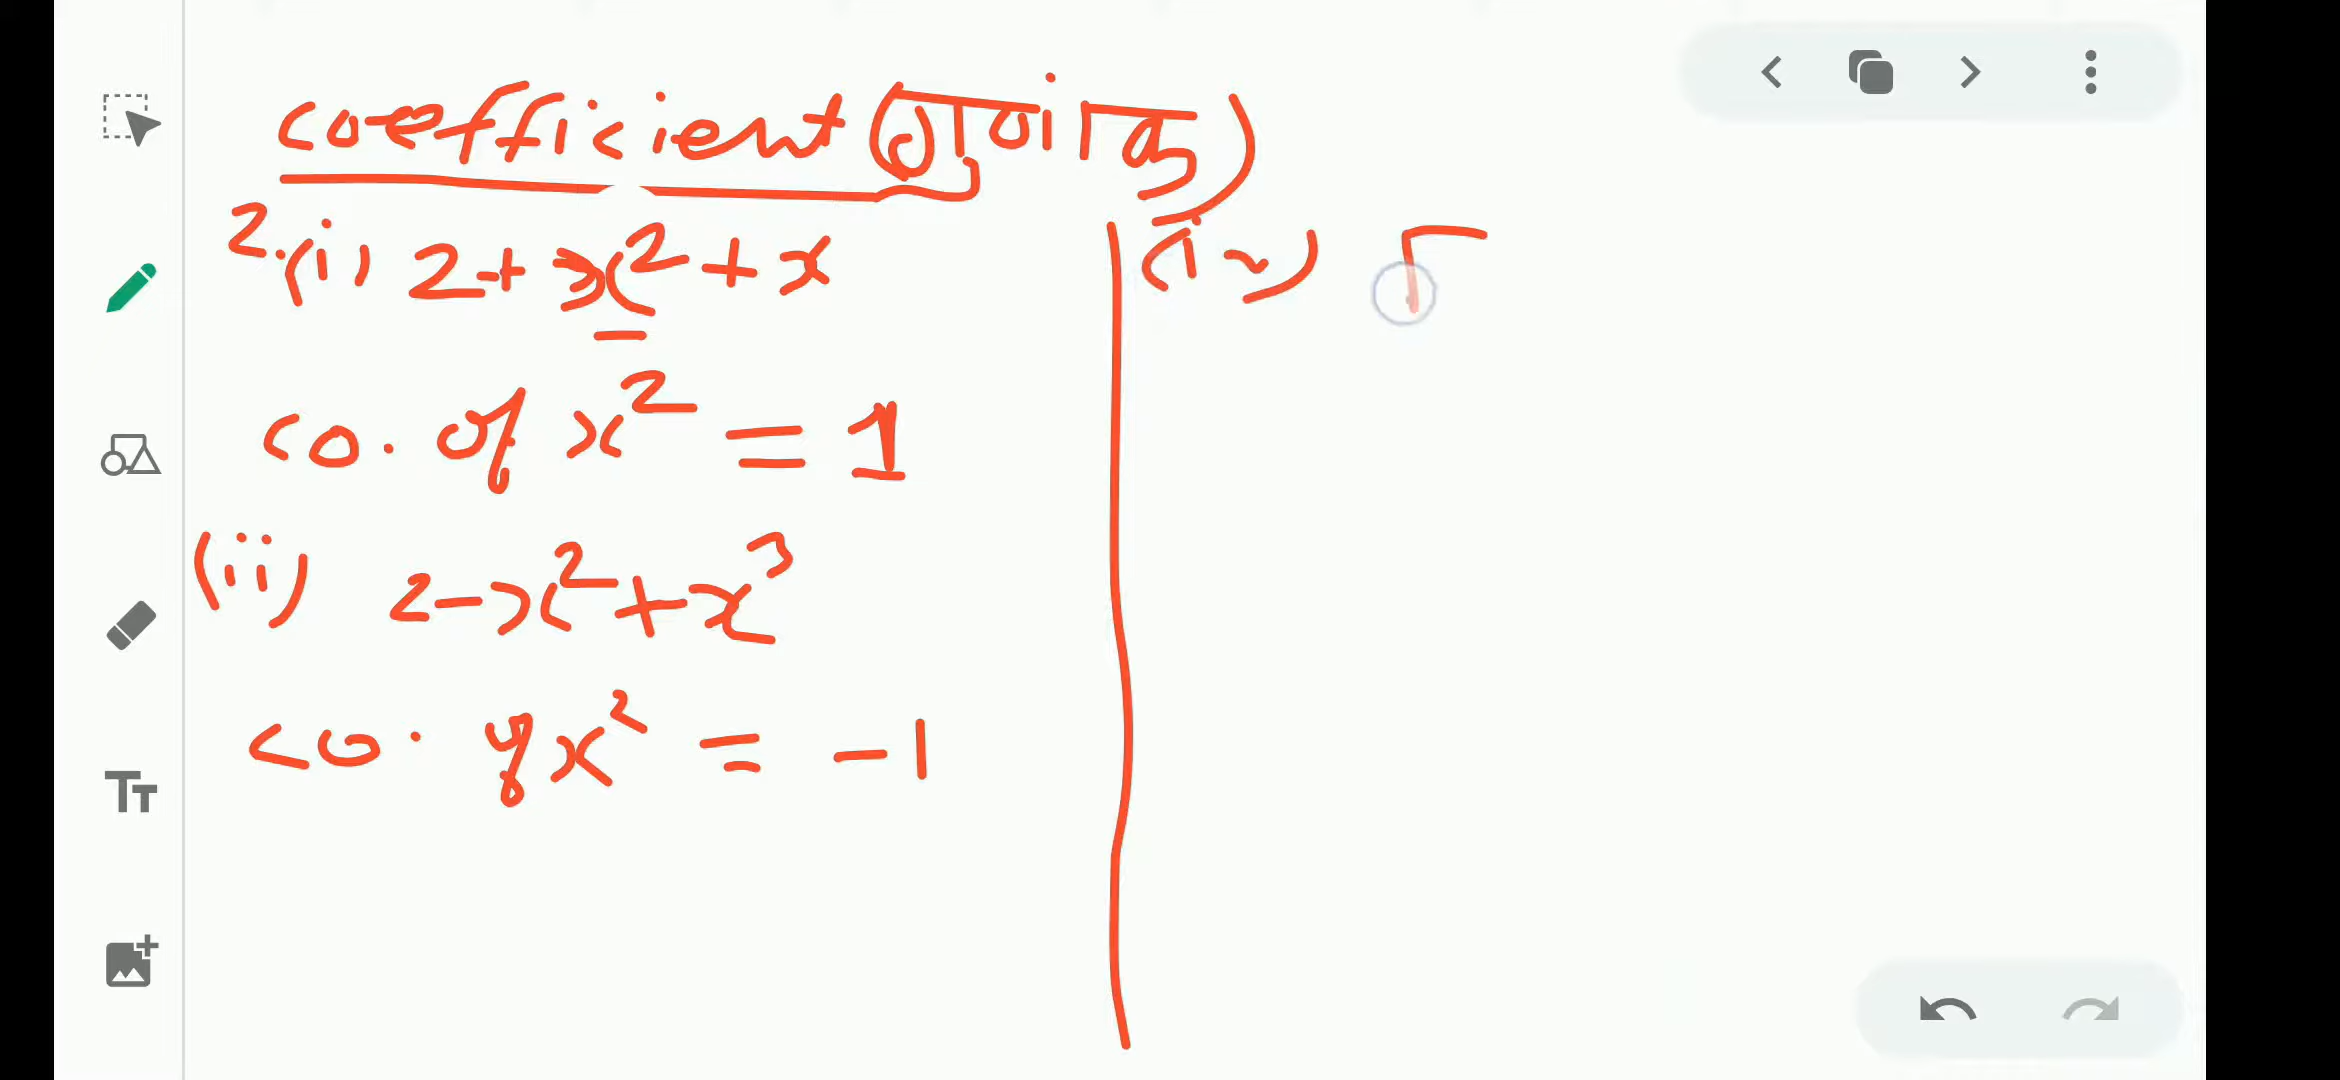 coefficient (गुणांक)
2.(i) 2+x²+x
co. of x² = 1
(ii) 2-x²+x³
co. of x² = -1
(iv) √